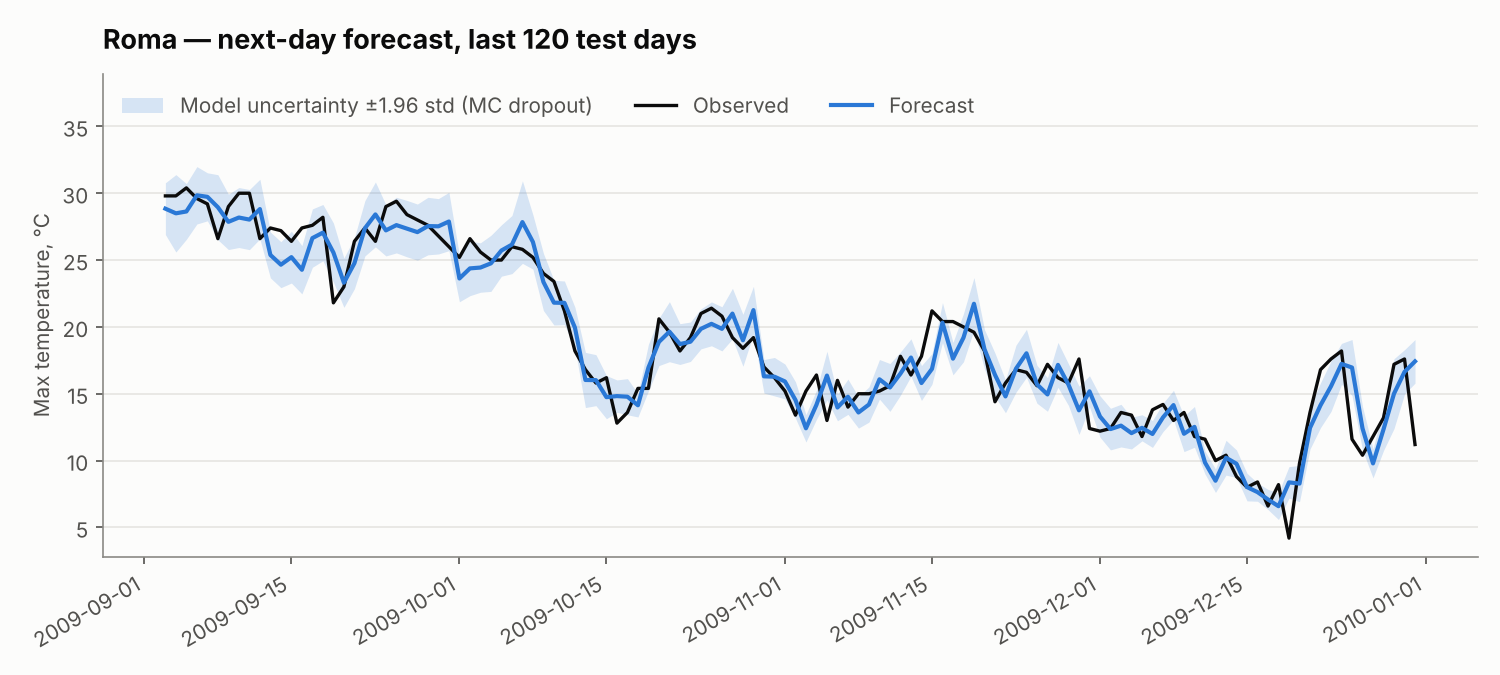 Roma — next-day forecast, last 120 test days
Model uncertainty ±1.96 std (MC dropout) Observed Forecast
Max temperature, °C
35
30
25
20
15
10
5
2009-09-01 2009-09-15 2009-10-01 2009-10-15 2009-11-01 2009-11-15 2009-12-01 2009-12-15 2010-01-01